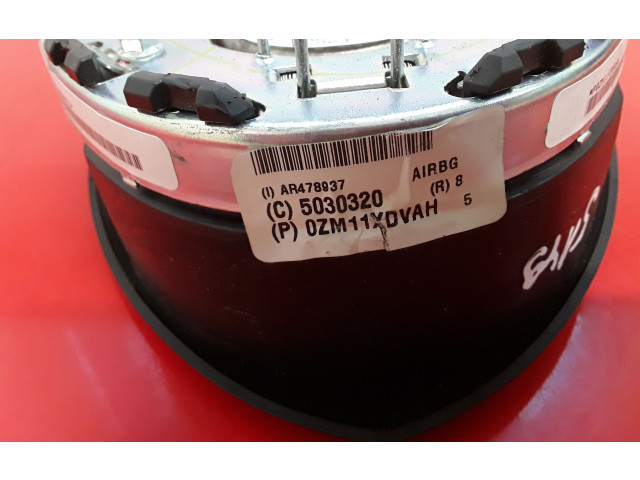 (I) AR478937 AIRBG
(C) 5030320 (R) 8
(P) 0ZM11XDVAH 5